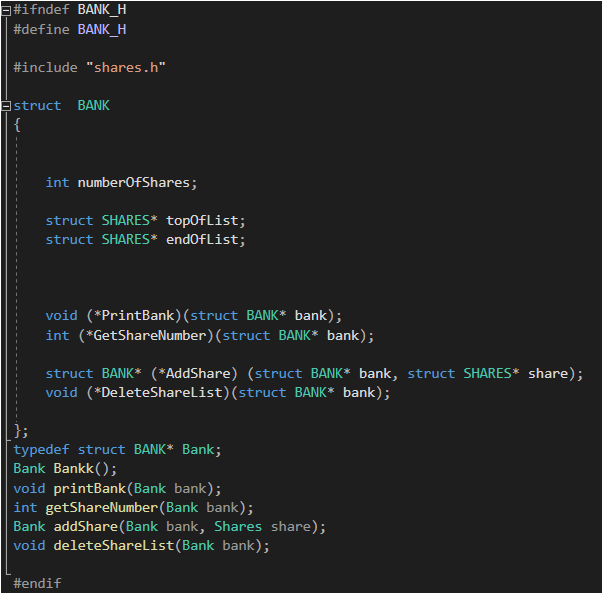 #ifndef BANK_H
#define BANK_H
#include "shares.h"
struct  BANK
{
int numberOfShares;
struct SHARES* topOfList;
struct SHARES* endOfList;
void (*PrintBank)(struct BANK* bank);
int (*GetShareNumber)(struct BANK* bank);
struct BANK* (*AddShare) (struct BANK* bank, struct SHARES* share);
void (*DeleteShareList)(struct BANK* bank);
};
typedef struct BANK* Bank;
Bank Bankk();
void printBank(Bank bank);
int getShareNumber(Bank bank);
Bank addShare(Bank bank, Shares share);
void deleteShareList(Bank bank);
#endif